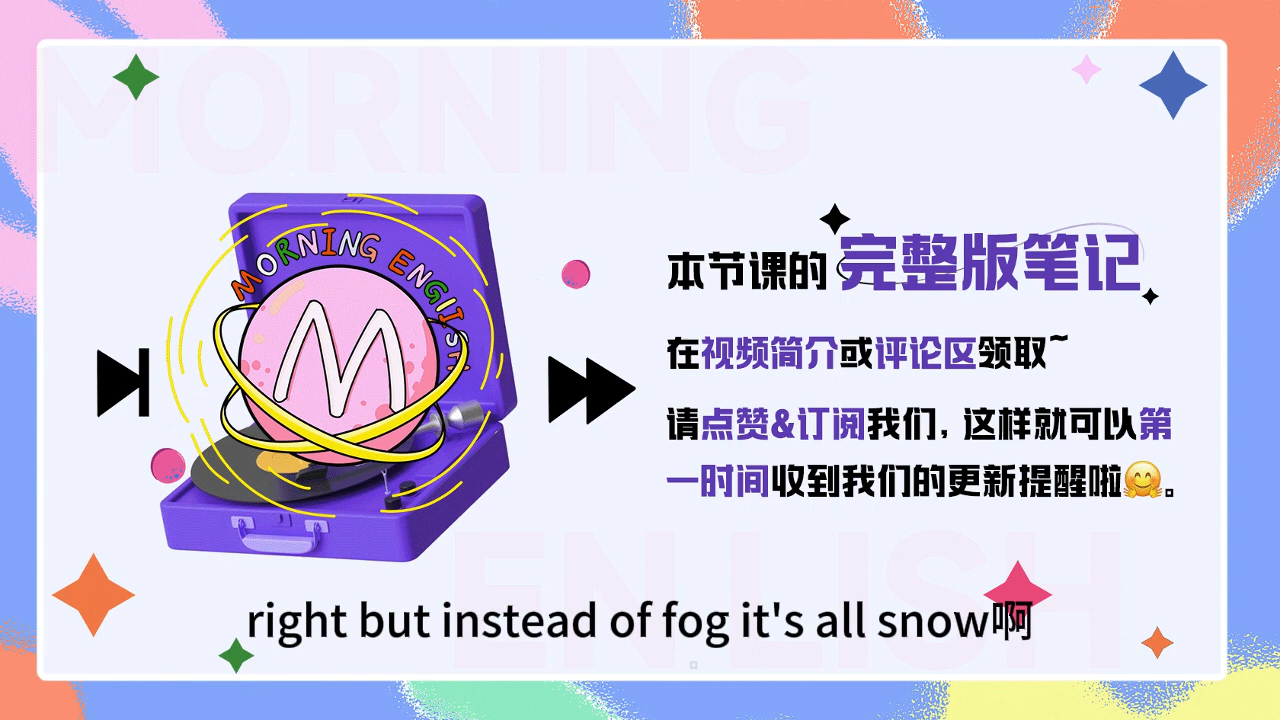 MORNING
MORNING ENGlISH
M
本节课的 完整版笔记
在视频简介或评论区领取~
请点赞&订阅我们, 这样就可以第
一时间收到我们的更新提醒啦🤗。
EN LISH
right but instead of fog it's all snow啊